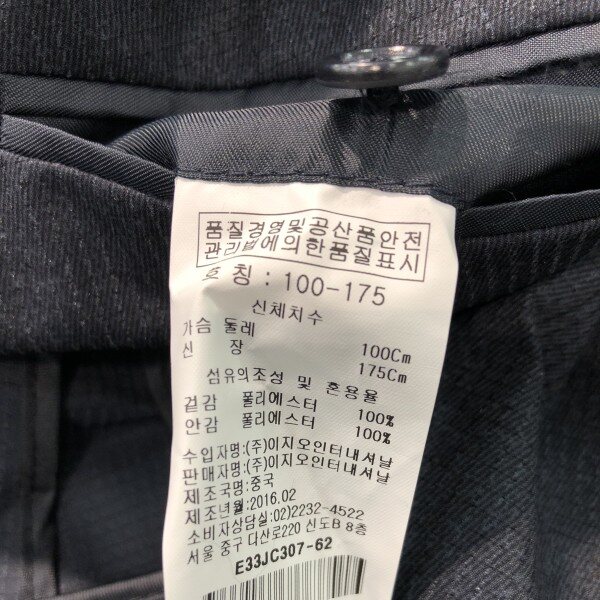 품질경영및공산품안전
관리법에의한품질표시
호칭 : 100-175
신체치수
가슴 둘레 100Cm
신 장 175Cm
섬유의조성 및 혼용율
겉감 폴리에스터 100%
안감 폴리에스터 100%
수입자명:(주)이지오인터내셔날
판매자명:(주)이지오인터내셔날
제조국명:중국
제조년월:2016.02
소비자상담실:02)2232-4522
서울 중구 다산로220 신도B 8층
E33JC307-62